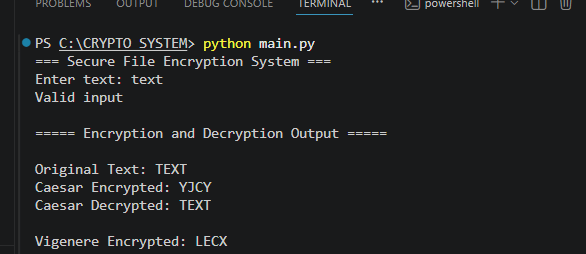 PROBLEMS OUTPUT DEBUG CONSOLE TERMINAL ... powershell
PS C:\CRYPTO SYSTEM> python main.py
=== Secure File Encryption System ===
Enter text: text
Valid input
===== Encryption and Decryption Output =====
Original Text: TEXT
Caesar Encrypted: YJCY
Caesar Decrypted: TEXT
Vigenere Encrypted: LECX